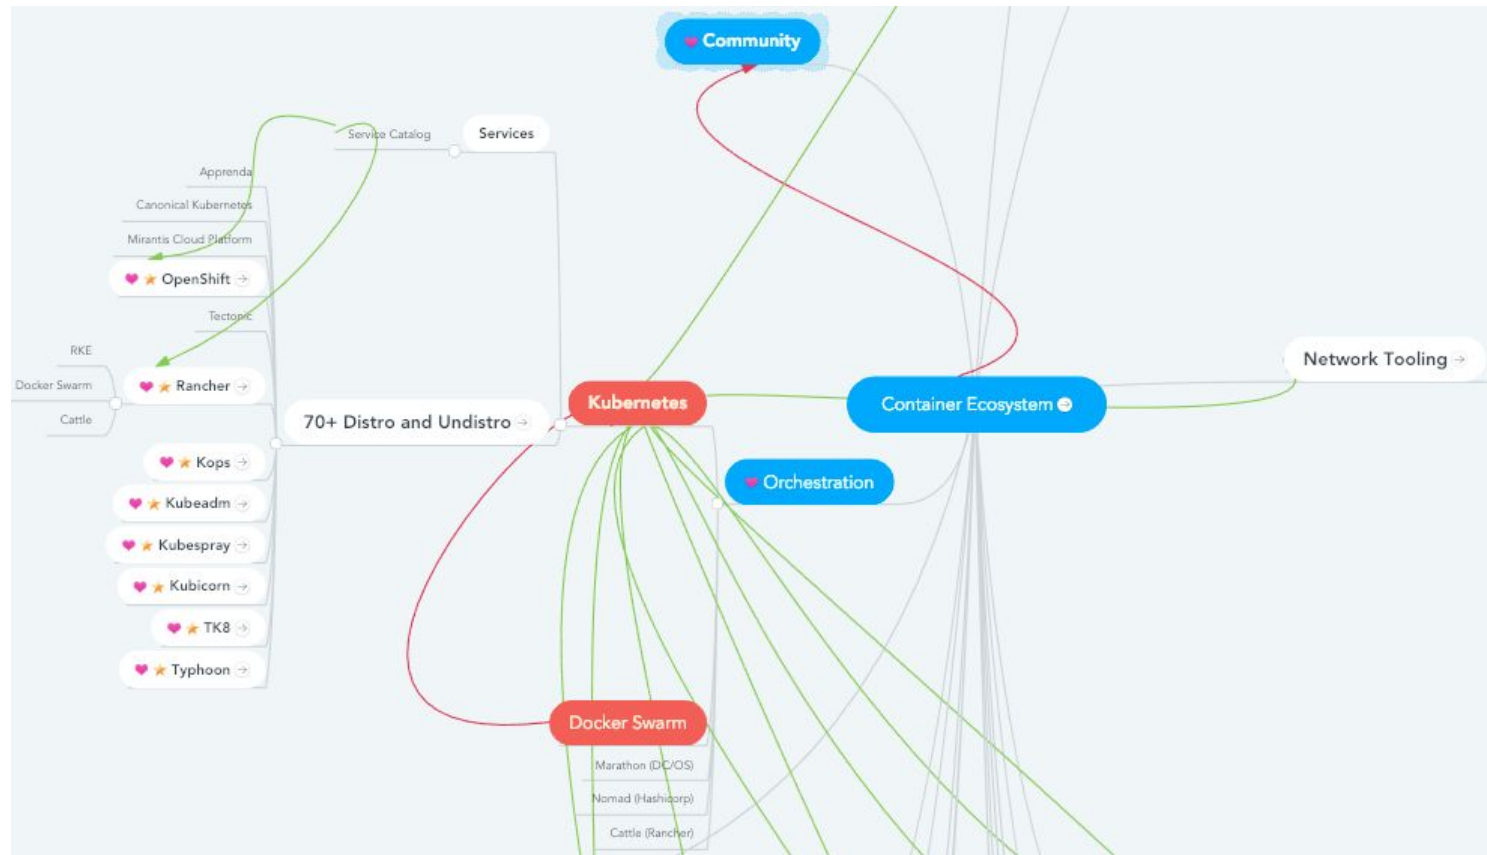 Community
Service Catalog
Services
Apprenda
Canonical Kubernetes
Mirantis Cloud Platform
OpenShift
Tectonic
RKE
Docker Swarm
Cattle
Rancher
70+ Distro and Undistro
Kops
Kubeadm
Kubespray
Kubicorn
TK8
Typhoon
Kubernetes
Container Ecosystem
Network Tooling
Orchestration
Docker Swarm
Marathon (DC/OS)
Nomad (Hashicorp)
Cattle (Rancher)